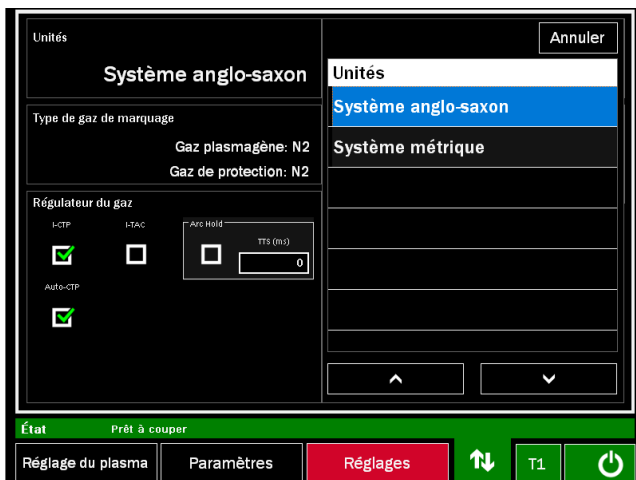 Unités
Système anglo-saxon
Type de gaz de marquage
Gaz plasmagène: N2
Gaz de protection: N2
Régulateur du gaz
I-CTP
I-TAC
Arc Hold
TTS (ms)
0
Auto-CTP
Annuler
Unités
Système anglo-saxon
Système métrique
État Prêt à couper
Réglage du plasma Paramètres Réglages T1